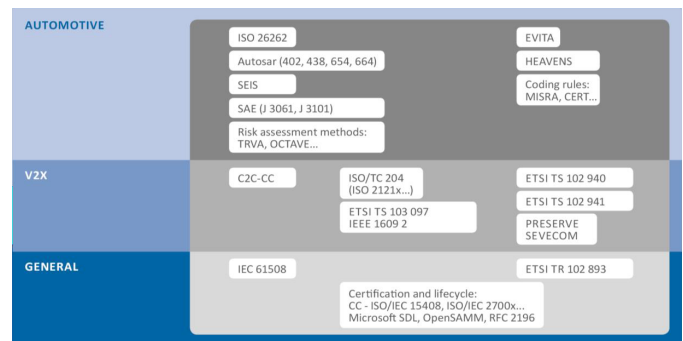 AUTOMOTIVE
ISO 26262
Autosar (402, 438, 654, 664)
SEIS
SAE (J 3061, J 3101)
Risk assessment methods:
TRVA, OCTAVE...
EVITA
HEAVENS
Coding rules:
MISRA, CERT...
V2X
C2C-CC
ISO/TC 204
(ISO 2121x...)
ETSI TS 103 097
IEEE 1609 2
ETSI TS 102 940
ETSI TS 102 941
PRESERVE
SEVECOM
GENERAL
IEC 61508
ETSI TR 102 893
Certification and lifecycle:
CC - ISO/IEC 15408, ISO/IEC 2700x...
Microsoft SDL, OpenSAMM, RFC 2196